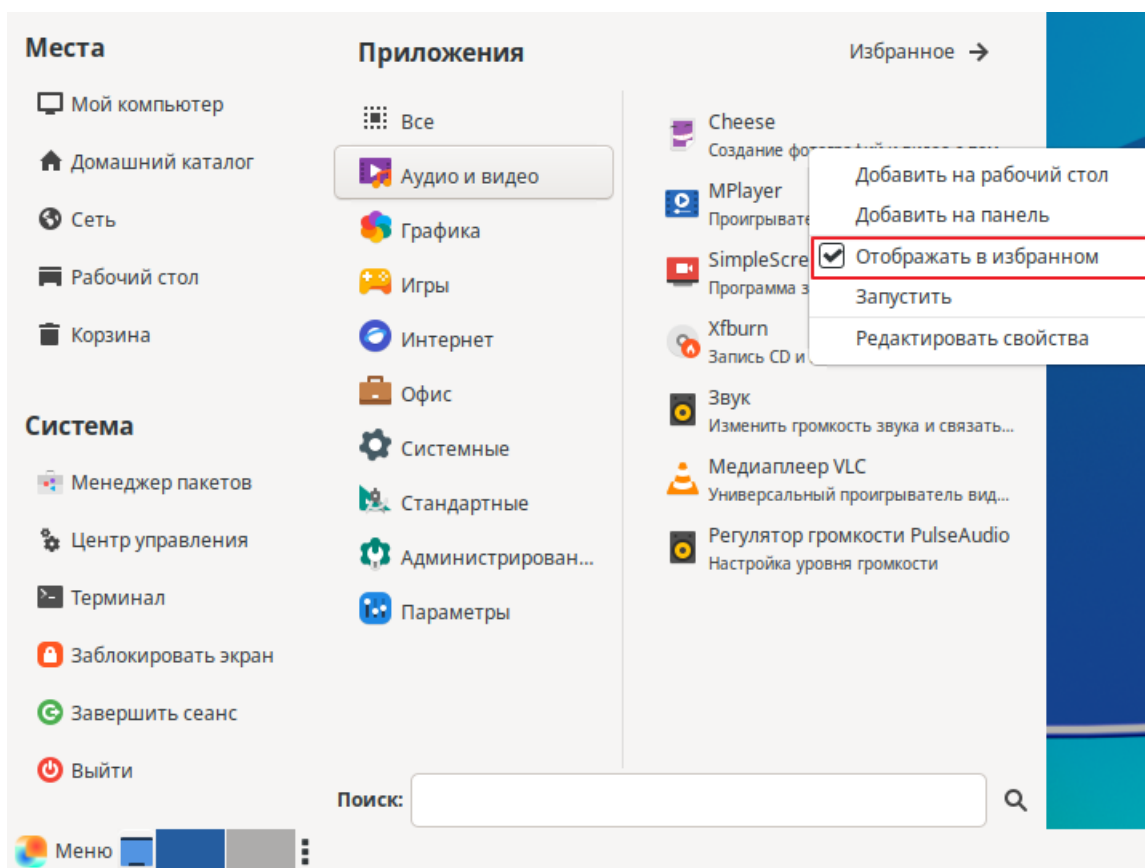 Места
Мой компьютер
Домашний каталог
Сеть
Рабочий стол
Корзина
Система
Менеджер пакетов
Центр управления
Терминал
Заблокировать экран
Завершить сеанс
Выйти
Приложения
Избранное
Все
Аудио и видео
Графика
Игры
Интернет
Офис
Системные
Стандартные
Администрирован...
Параметры
Cheese
Создание
MPlayer
SimpleScre
Программа
Xfburn
Запись CD и
Звук
Изменить громкость звука и связать...
Медиаплеер VLC
Универсальный проигрыватель вид...
Регулятор громкости PulseAudio
Настройка уровня громкости
Добавить на рабочий стол
Добавить на панель
Отображать в избранном
Запустить
Редактировать свойства
Поиск:
Меню